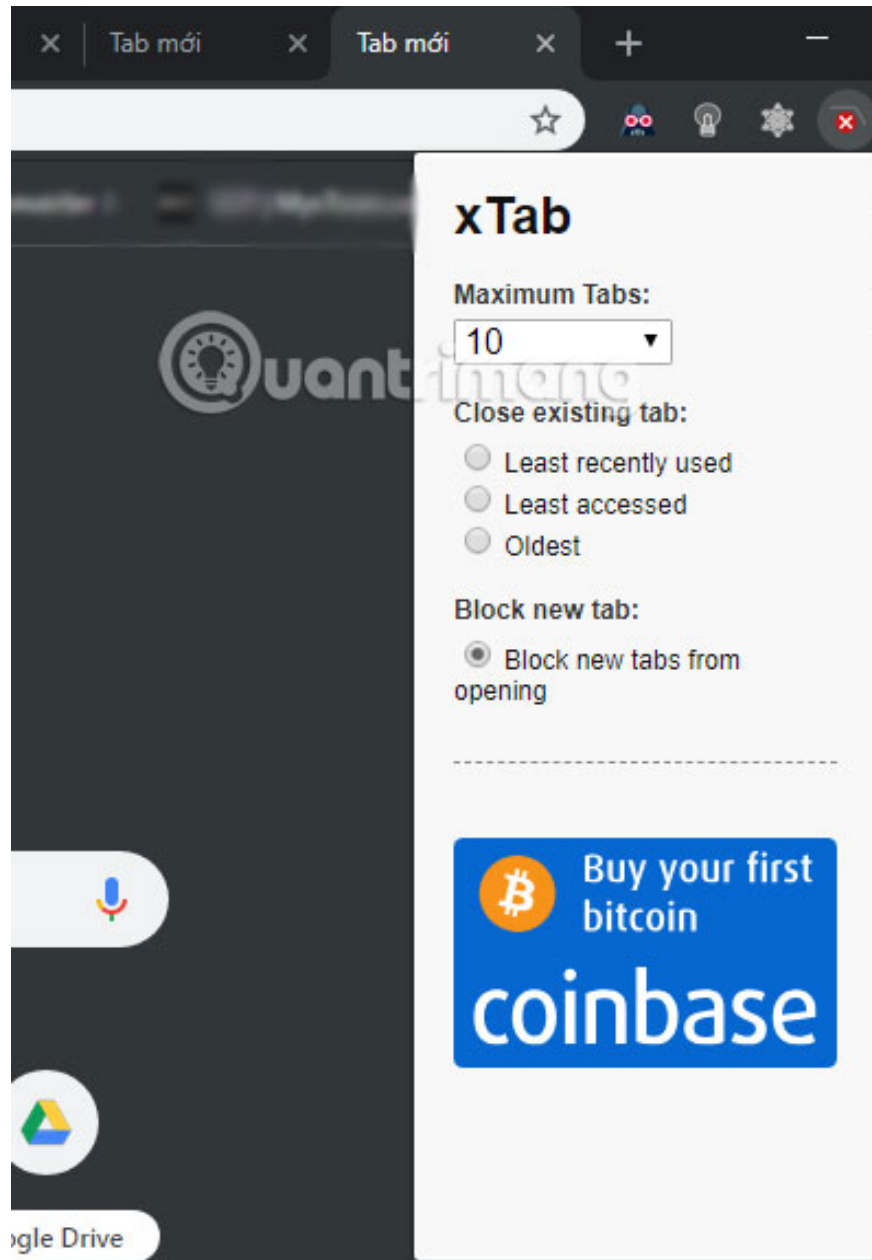 Tab mới
Tab mới
xTab
Maximum Tabs:
10
Quantrimang
Close existing tab:
Least recently used
Least accessed
Oldest
Block new tab:
Block new tabs from
opening
Buy your first
bitcoin
coinbase
ogle Drive